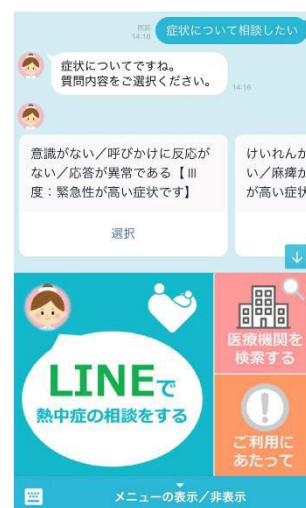 既読
14:16
症状について相談したい
症状についてですね。
質問内容をご選択ください。
14:16
意識がない／呼びかけに反応が
ない／応答が異常である【Ⅲ
度：緊急性が高い症状です】
選択
けいれんが
い／麻痺が
が高い症状
LINEで
熱中症の相談をする
医療機関を
検索する
ご利用に
あたって
メニューの表示／非表示